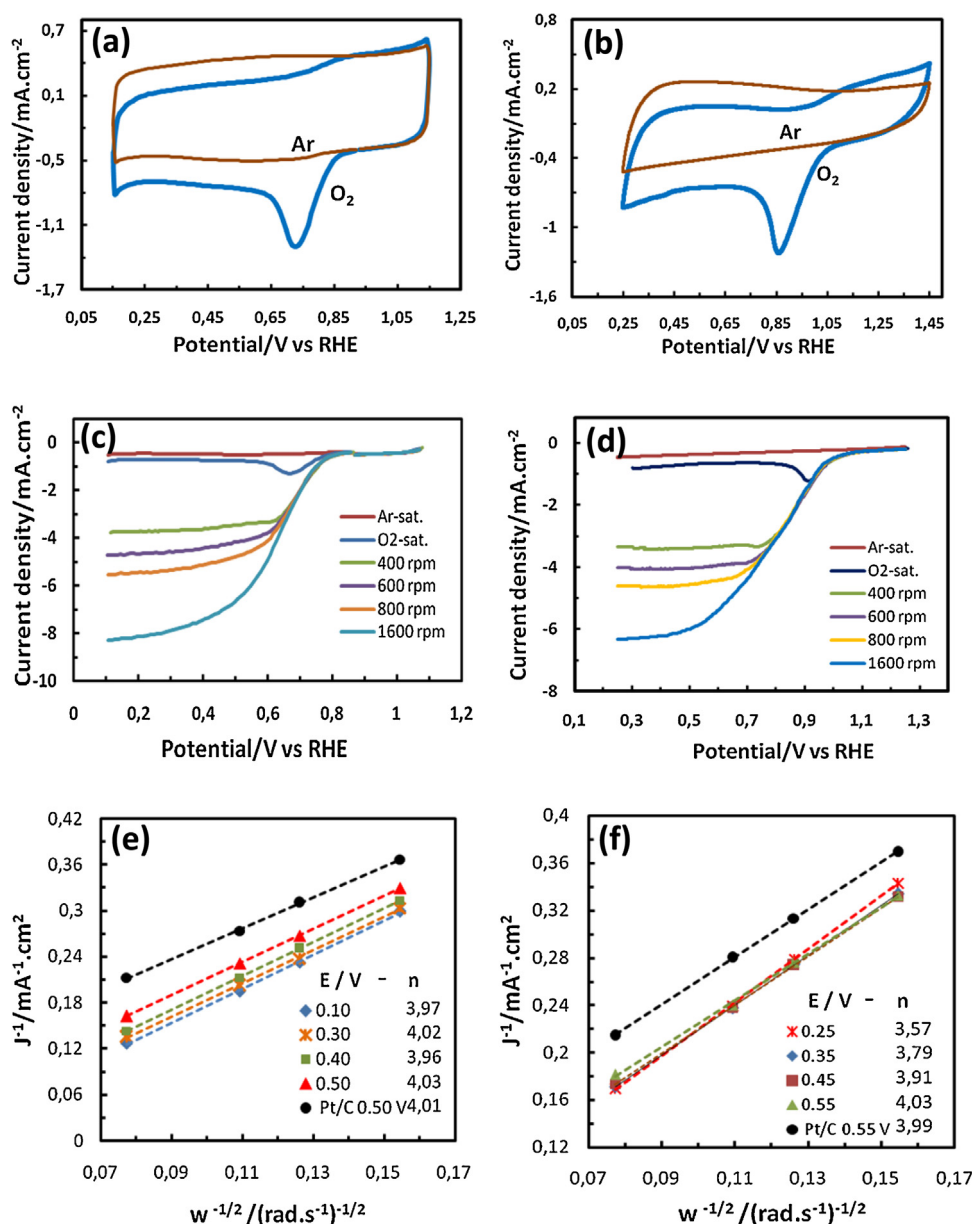 (a)
Current density/mA.cm-2
0,7
0,1
-0,5
-1,1
-1,7
Ar
O2
0,05 0,25 0,45 0,65 0,85 1,05 1,25
Potential/V vs RHE
(b)
Current density/mA.cm-2
0,8
0,2
-0,4
-1
-1,6
Ar
O2
0,05 0,25 0,45 0,65 0,85 1,05 1,25 1,45
Potential/V vs RHE
(c)
Current density/mA.cm-2
0
-2
-4
-6
-8
-10
Ar-sat.
O2-sat.
400 rpm
600 rpm
800 rpm
1600 rpm
0 0,2 0,4 0,6 0,8 1 1,2
Potential/V vs RHE
(d)
Current density/mA.cm-2
0
-2
-4
-6
-8
Ar-sat.
O2-sat.
400 rpm
600 rpm
800 rpm
1600 rpm
0,1 0,3 0,5 0,7 0,9 1,1 1,3
Potential/V vs RHE
(e)
J-1/mA-1.cm2
0,42
0,36
0,3
0,24
0,18
0,12
0,06
0
E / V – n
0.10 3,97
0.30 4,02
0.40 3,96
0.50 4,03
Pt/C 0.50 V 4,01
0,07 0,09 0,11 0,13 0,15 0,17
w -1/2 /(rad.s-1)-1/2
(f)
J-1/mA-1.cm2
0,4
0,36
0,32
0,28
0,24
0,2
0,16
0,12
E / V – n
0.25 3,57
0.35 3,79
0.45 3,91
0.55 4,03
Pt/C 0.55 V 3,99
0,07 0,09 0,11 0,13 0,15 0,17
w -1/2 /(rad.s-1)-1/2